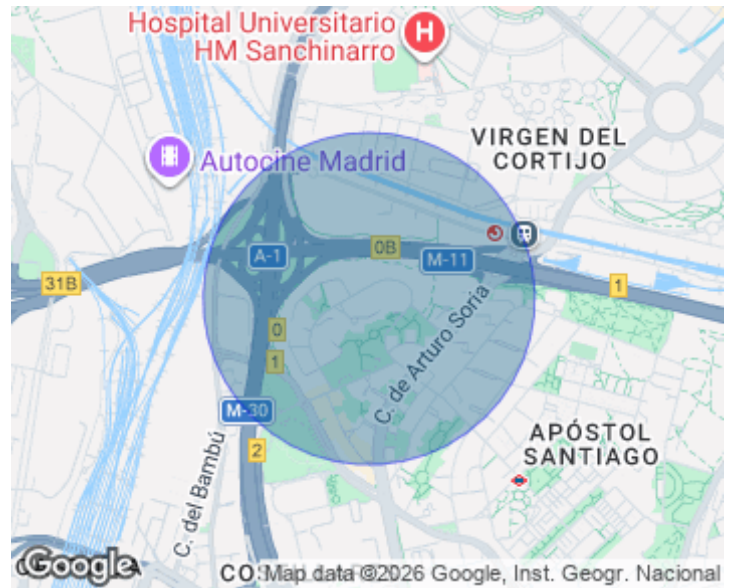 Hospital Universitario
HM Sanchinarro
H
VIRGEN DEL
CORTIJO
Autocine Madrid
0B
A-1
M-11
31B
1
0
1
C. de Arturo Soria
M-30
2
C. del Bambú
APÓSTOL
SANTIAGO
Google
CO
Map data ©2026 Google, Inst. Geogr. Nacional